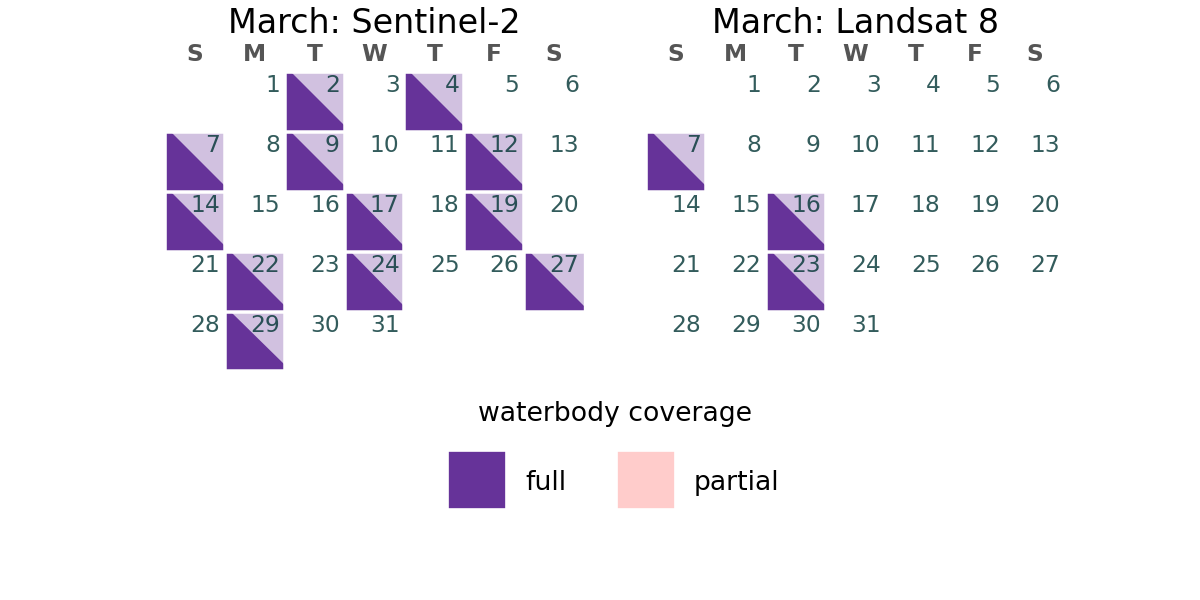 March: Sentinel-2
S M T W T F S
1 2 3 4 5 6
7 8 9 10 11 12 13
14 15 16 17 18 19 20
21 22 23 24 25 26 27
28 29 30 31
March: Landsat 8
S M T W T F S
1 2 3 4 5 6
7 8 9 10 11 12 13
14 15 16 17 18 19 20
21 22 23 24 25 26 27
28 29 30 31
waterbody coverage
full partial